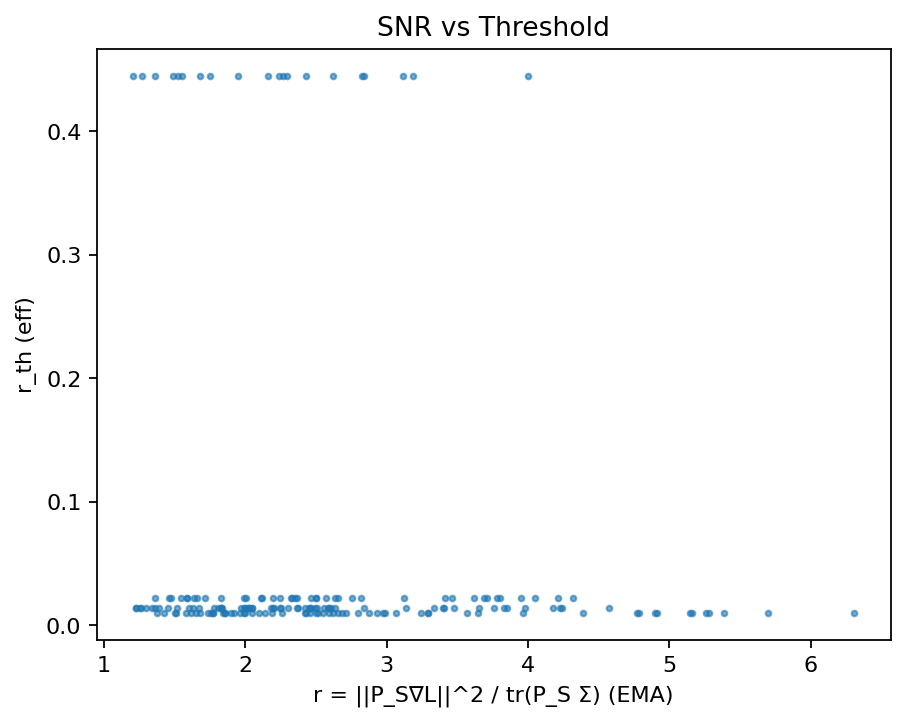 SNR vs Threshold
r_th (eff)
0.4
0.3
0.2
0.1
0.0
1 2 3 4 5 6
r = ||P_S∇L||^2 / tr(P_S Σ) (EMA)